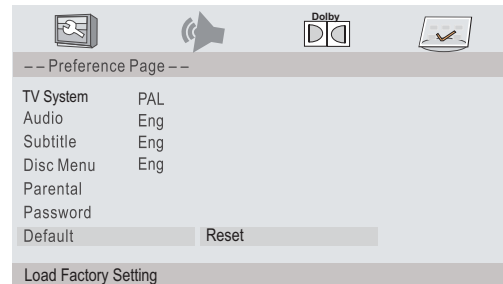 Dolby
-- Preference Page --
TV System PAL
Audio Eng
Subtitle Eng
Disc Menu Eng
Parental
Password
Default Reset
Load Factory Setting